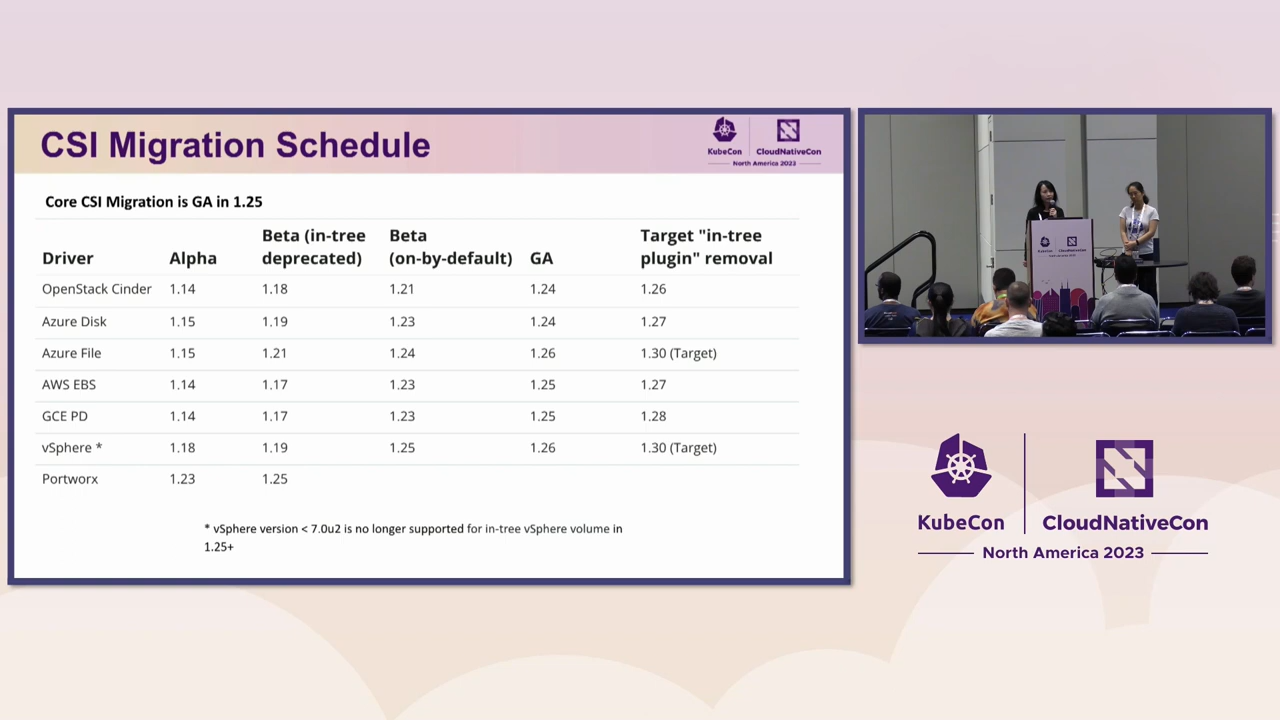 CSI Migration Schedule
KubeCon
CloudNativeCon
North America 2023
Core CSI Migration is GA in 1.25
Driver Alpha Beta (in-tree deprecated) Beta (on-by-default) GA Target "in-tree plugin" removal
OpenStack Cinder 1.14 1.18 1.21 1.24 1.26
Azure Disk 1.15 1.19 1.23 1.24 1.27
Azure File 1.15 1.21 1.24 1.26 1.30 (Target)
AWS EBS 1.14 1.17 1.23 1.25 1.27
GCE PD 1.14 1.17 1.23 1.25 1.28
vSphere * 1.18 1.19 1.25 1.26 1.30 (Target)
Portworx 1.23 1.25
* vSphere version < 7.0u2 is no longer supported for in-tree vSphere volume in
1.25+
KubeCon
CloudNativeCon
North America 2023